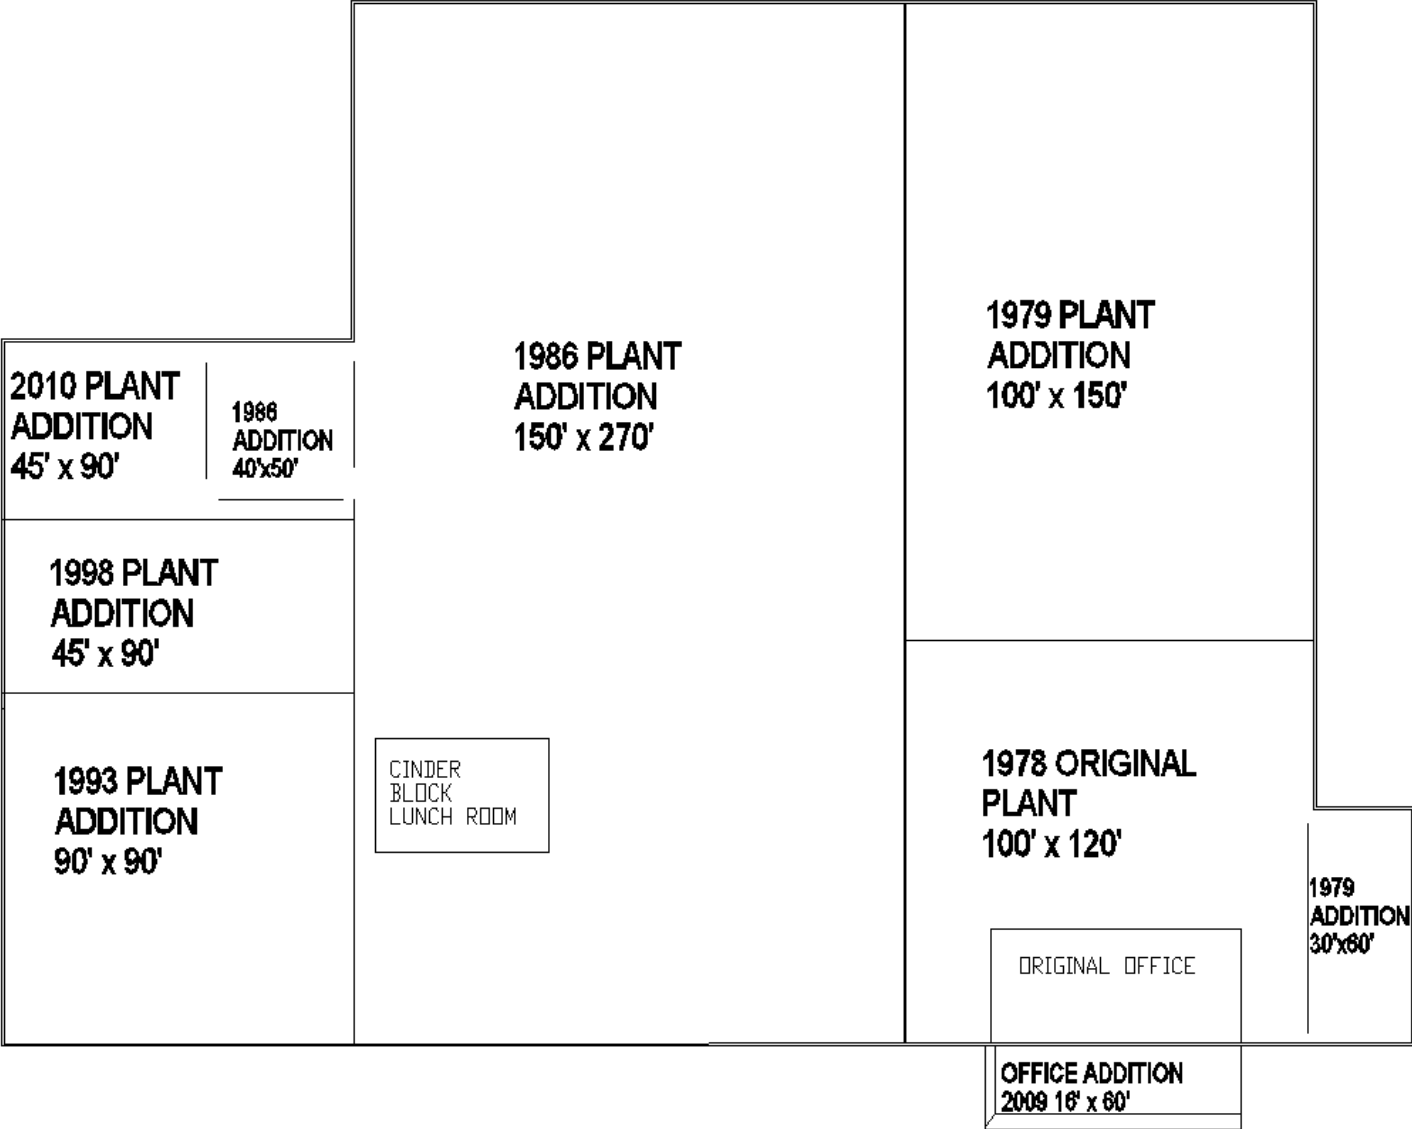 2010 PLANT
ADDITION
45' x 90'
1986
ADDITION
40'x50'
1986 PLANT
ADDITION
150' x 270'
1979 PLANT
ADDITION
100' x 150'
1998 PLANT
ADDITION
45' x 90'
1993 PLANT
ADDITION
90' x 90'
CINDER
BLOCK
LUNCH ROOM
1978 ORIGINAL
PLANT
100' x 120'
1979
ADDITION
30'x60'
ORIGINAL OFFICE
OFFICE ADDITION
2009 16' x 60'